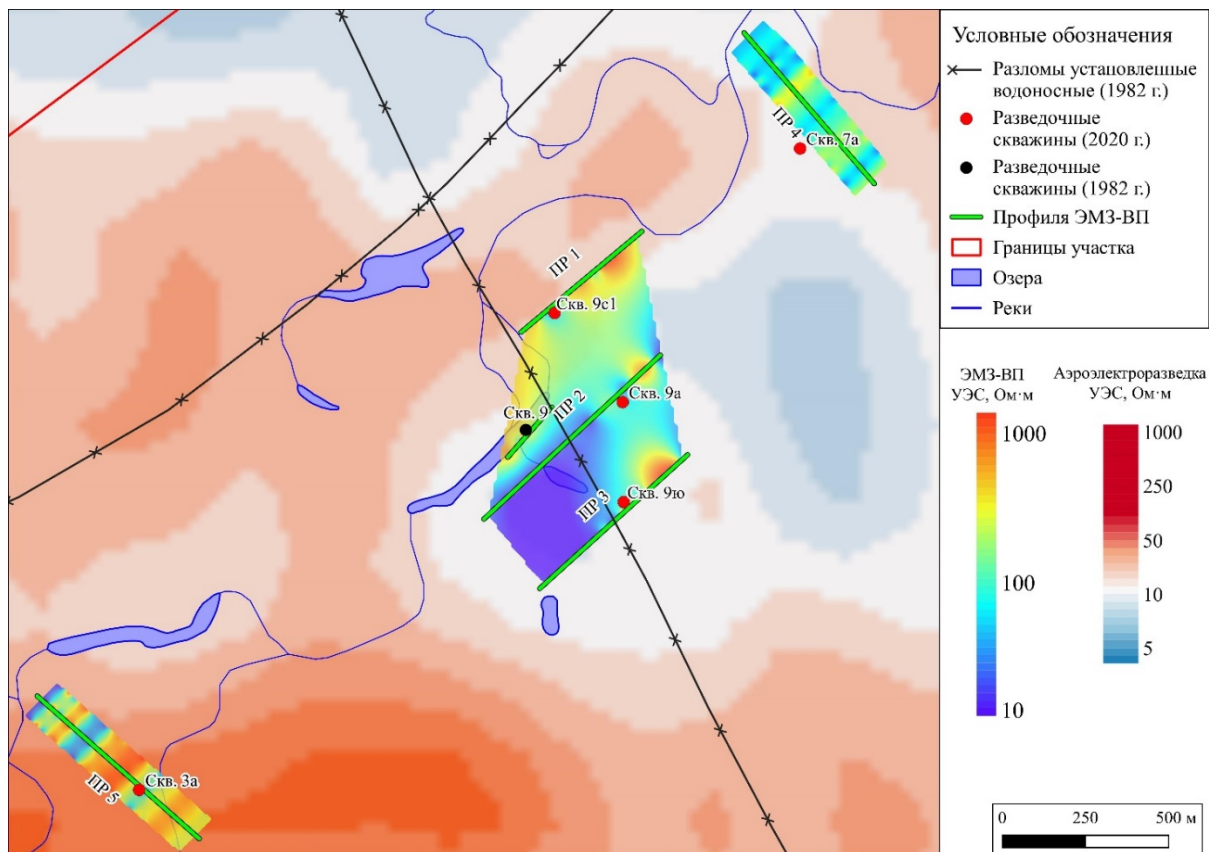 Условные обозначения
Разломы установленные
водоносные (1982 г.)
Разведочные
скважины (2020 г.)
Разведочные
скважины (1982 г.)
Профиля ЭМЗ-ВП
Границы участка
Озера
Реки
ЭМЗ-ВП
УЭС, Ом·м
1000
100
10
Аэроэлектроразведка
УЭС, Ом·м
1000
250
50
10
5
0 250 500 м
ПР 4
Скв. 7а
ПР 1
Скв. 9с1
ПР 2
Скв. 9
Скв. 9а
ПР 3
Скв. 9ю
ПР 5
Скв. 3а